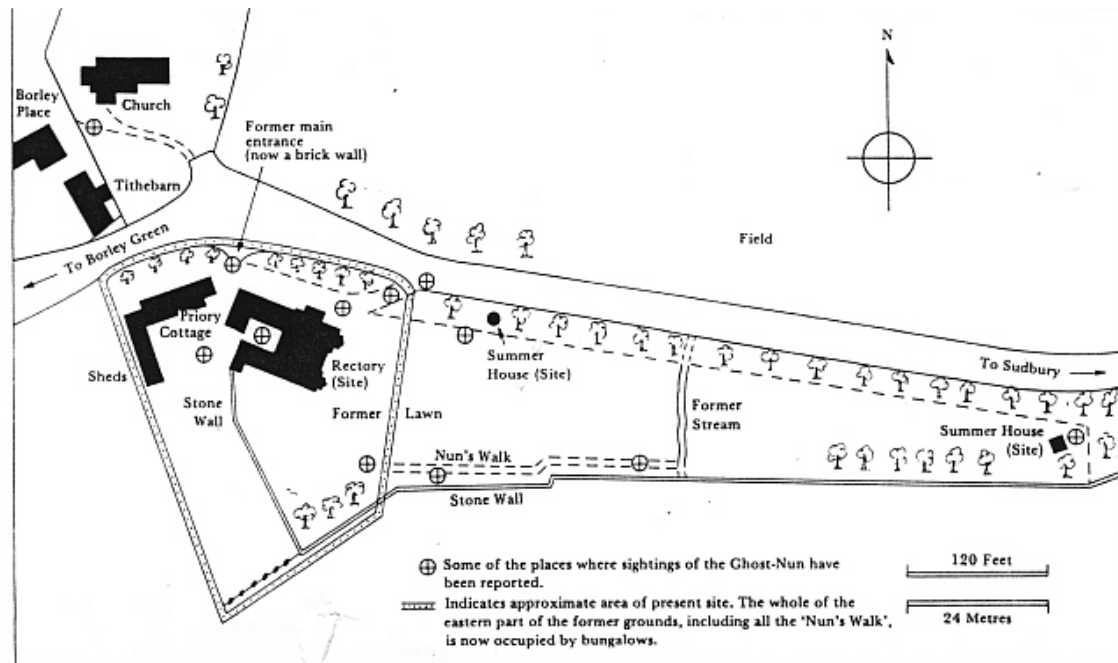 N
Borley
Place
Church
Former main
entrance
(now a brick wall)
Tithebarn
Field
To Borley Green
Priory
Cottage
Sheds
Rectory
(Site)
Stone
Wall
Former Lawn
Summer
House (Site)
To Sudbury
Former
Stream
Summer House
(Site)
Nun's Walk
Stone Wall
Some of the places where sightings of the Ghost-Nun have
been reported.
Indicates approximate area of present site. The whole of the
eastern part of the former grounds, including all the 'Nun's Walk',
is now occupied by bungalows.
120 Feet
24 Metres